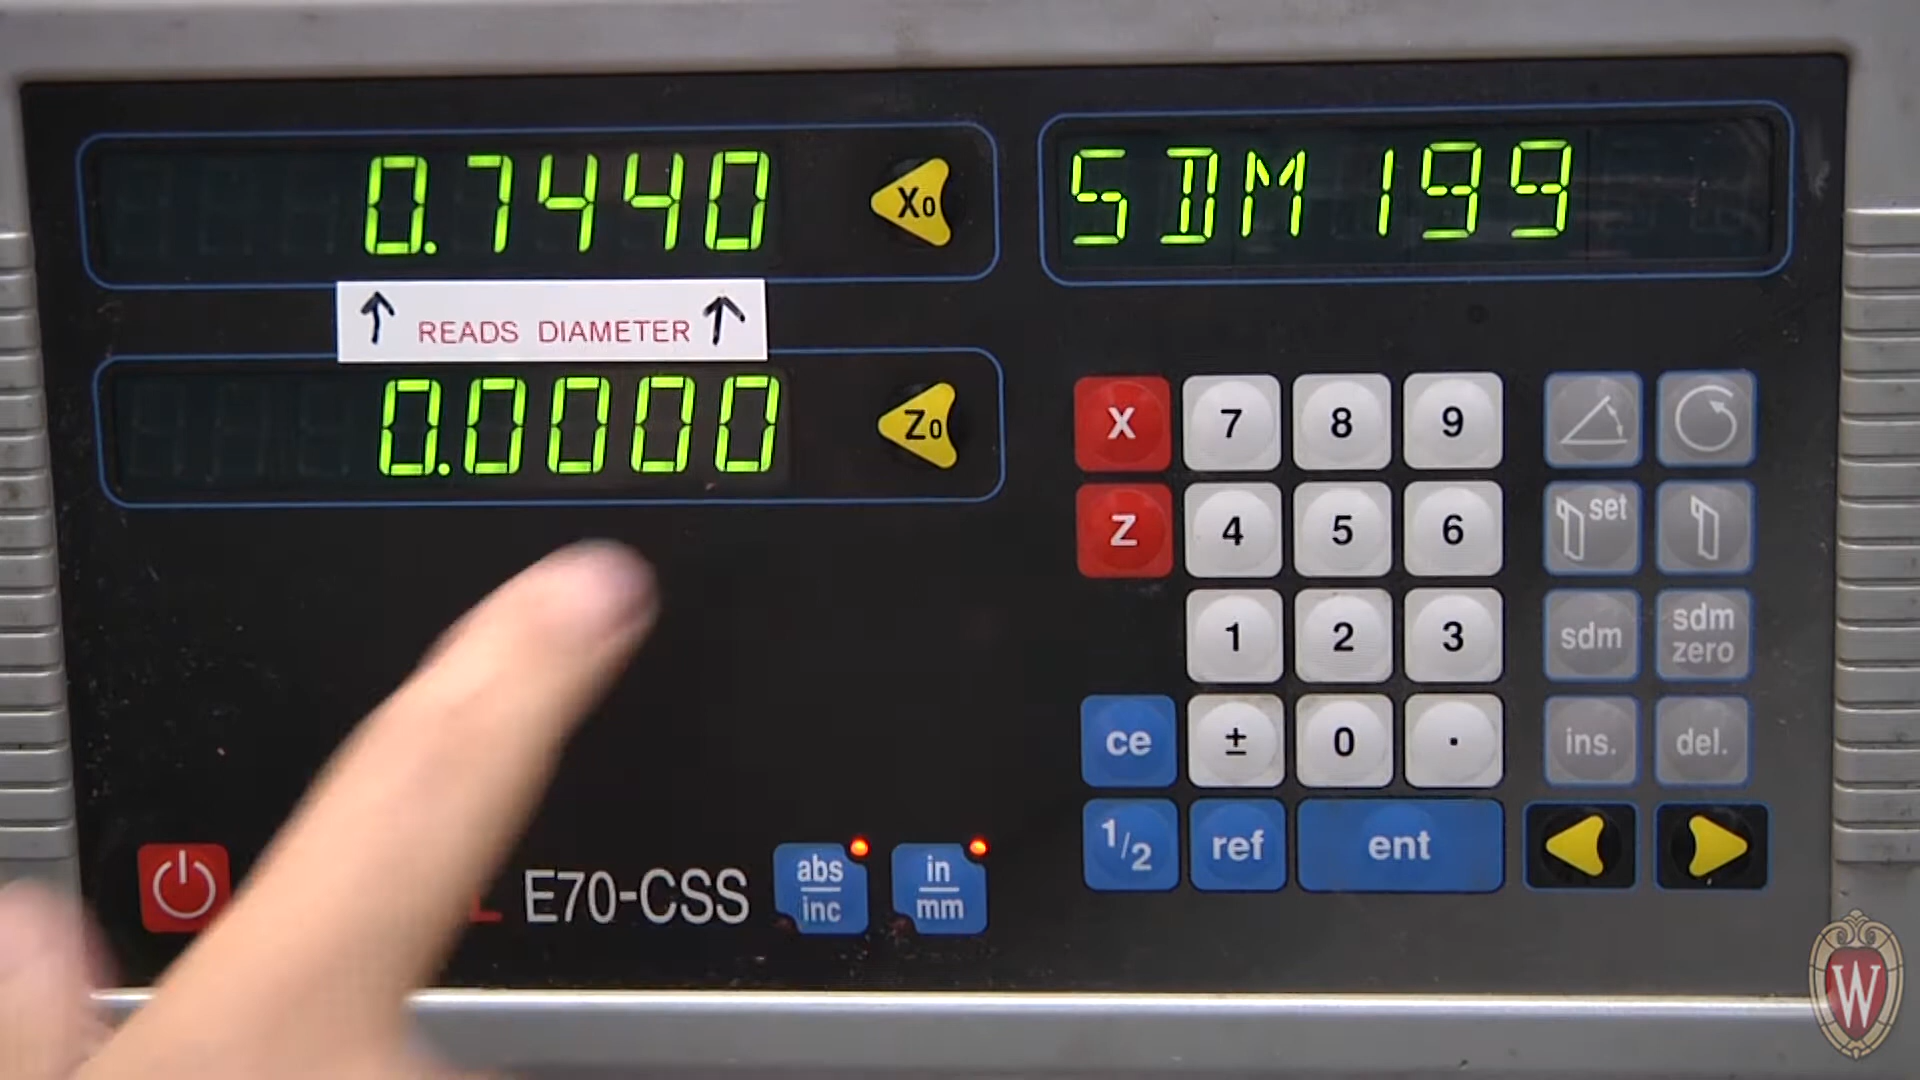 0.7440
X0
SDM 199
READS DIAMETER
0.0000
Z0
X 7 8 9
Z 4 5 6 set
1 2 3 sdm sdm zero
ce ± 0 . ins. del.
1/2 ref ent
L E70-CSS abs inc in mm
W